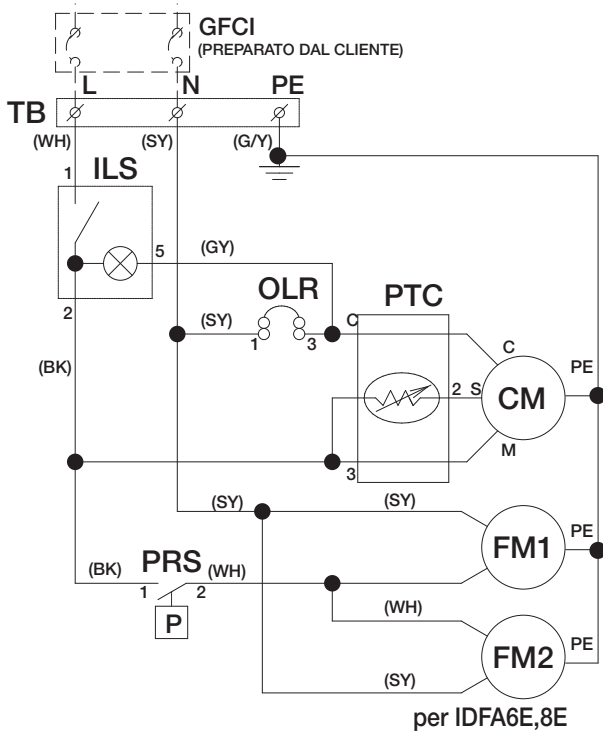 GFCI
(PREPARATO DAL CLIENTE)
L N PE
TB
(WH) (SY) (G/Y)
1 ILS
5 (GY)
2
OLR PTC
(SY) 1 3 C
C
(BK)
2 S CM PE
M
3
(SY) (SY)
FM1 PE
PRS
(BK) 1 2 (WH)
P
(WH)
FM2 PE
(SY)
per IDFA6E,8E